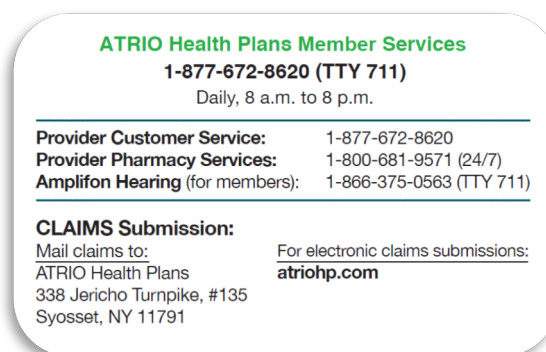 ATRIO Health Plans Member Services
1-877-672-8620 (TTY 711)
Daily, 8 a.m. to 8 p.m.
Provider Customer Service: 1-877-672-8620
Provider Pharmacy Services: 1-800-681-9571 (24/7)
Amplifon Hearing (for members): 1-866-375-0563 (TTY 711)
CLAIMS Submission:
Mail claims to: For electronic claims submissions:
ATRIO Health Plans atriohp.com
338 Jericho Turnpike, #135
Syosset, NY 11791